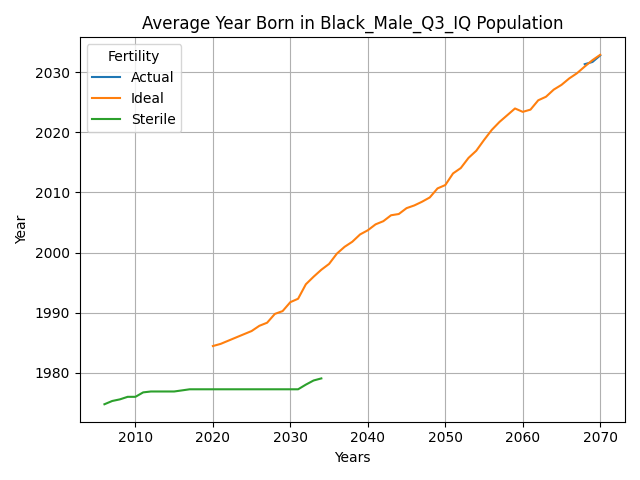 Average Year Born in Black_Male_Q3_IQ Population
Fertility
Actual
Ideal
Sterile
Year
2030
2020
2010
2000
1990
1980
2010
2020
2030
2040
2050
2060
2070
Years